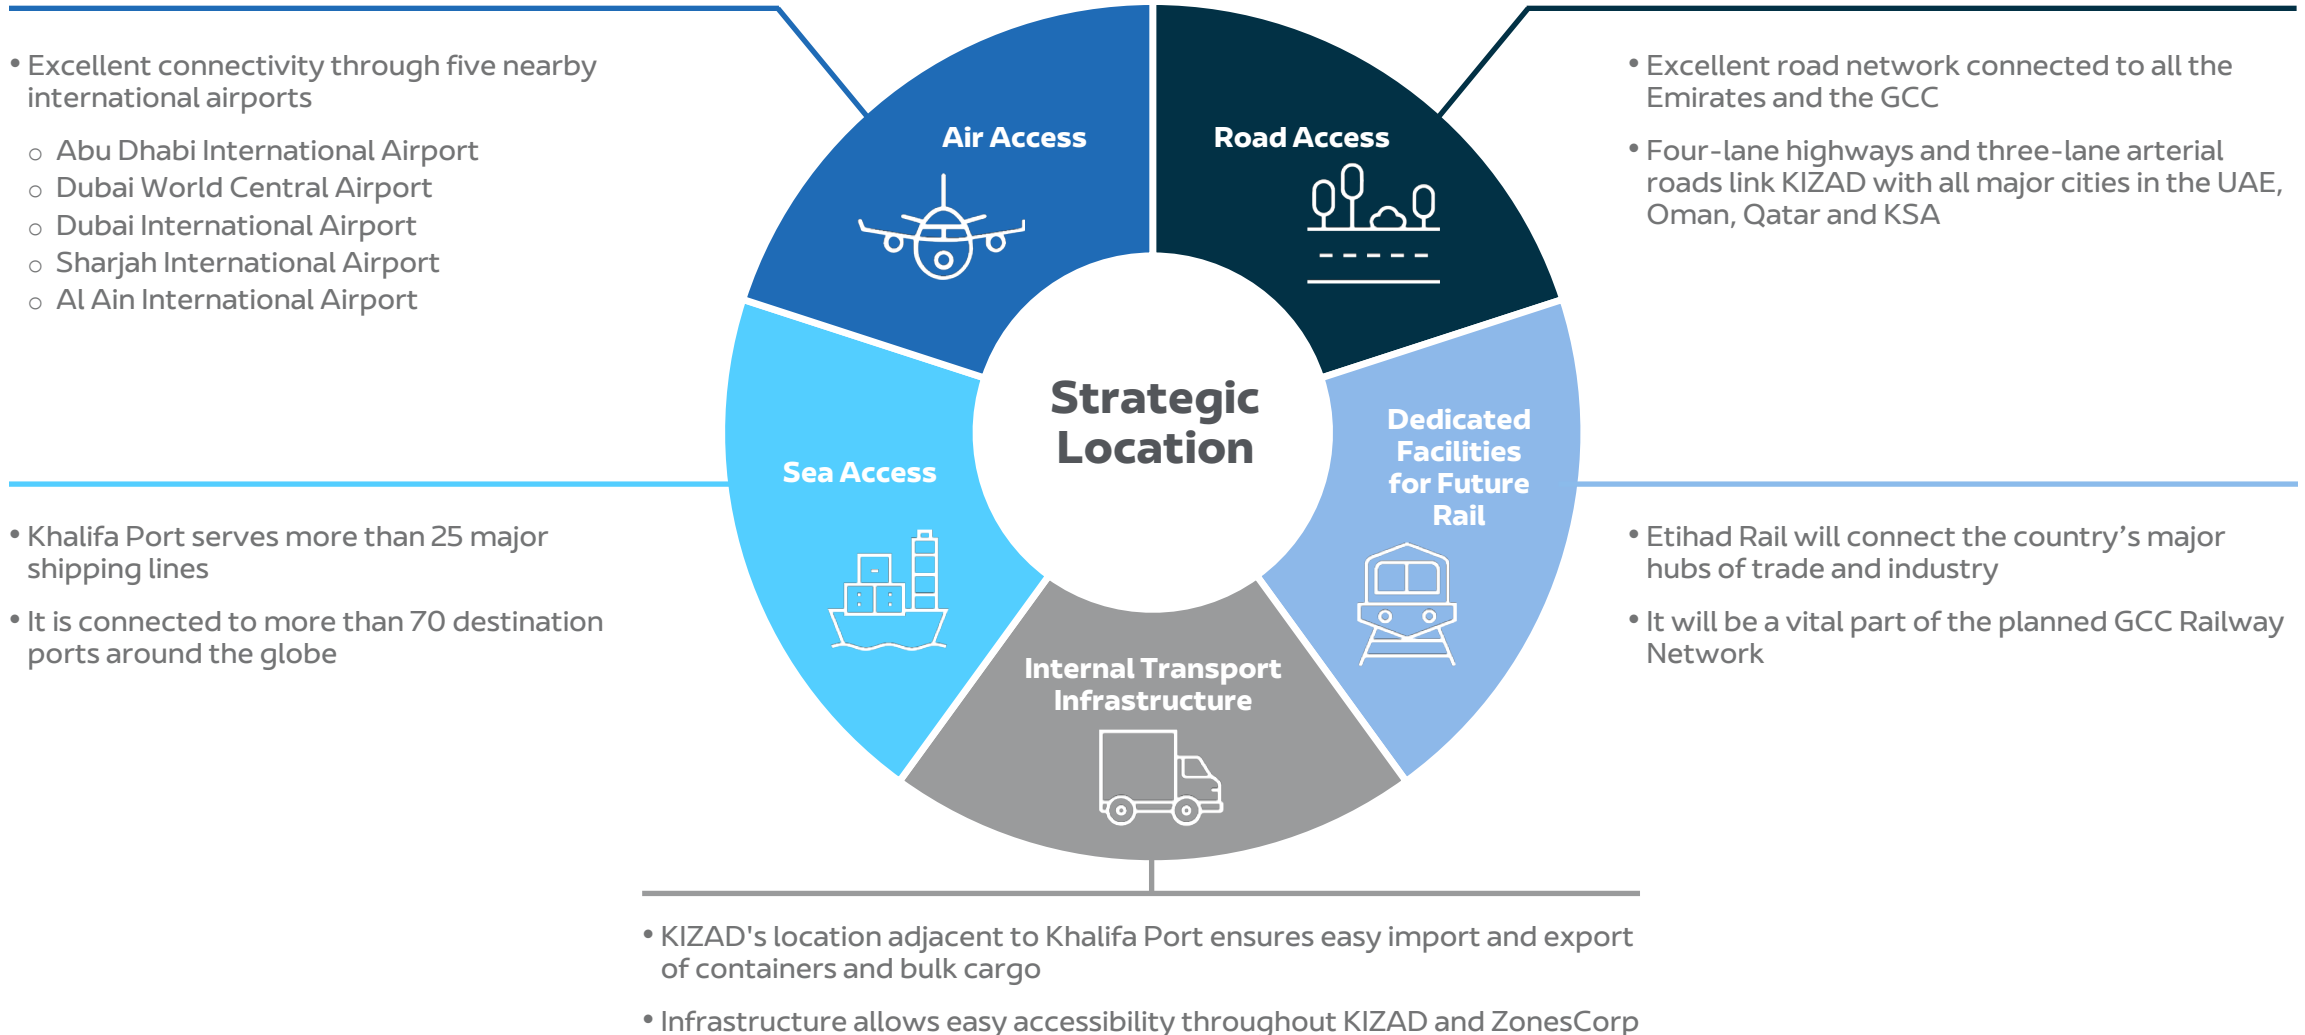 • Excellent connectivity through five nearby
international airports
o Abu Dhabi International Airport
o Dubai World Central Airport
o Dubai International Airport
o Sharjah International Airport
o Al Ain International Airport
Air Access
Road Access
• Excellent road network connected to all the
Emirates and the GCC
• Four-lane highways and three-lane arterial
roads link KIZAD with all major cities in the UAE,
Oman, Qatar and KSA
Strategic
Location
Sea Access
• Khalifa Port serves more than 25 major
shipping lines
• It is connected to more than 70 destination
ports around the globe
Dedicated
Facilities
for Future
Rail
• Etihad Rail will connect the country’s major
hubs of trade and industry
• It will be a vital part of the planned GCC Railway
Network
Internal Transport
Infrastructure
• KIZAD's location adjacent to Khalifa Port ensures easy import and export
of containers and bulk cargo
• Infrastructure allows easy accessibility throughout KIZAD and ZonesCorp